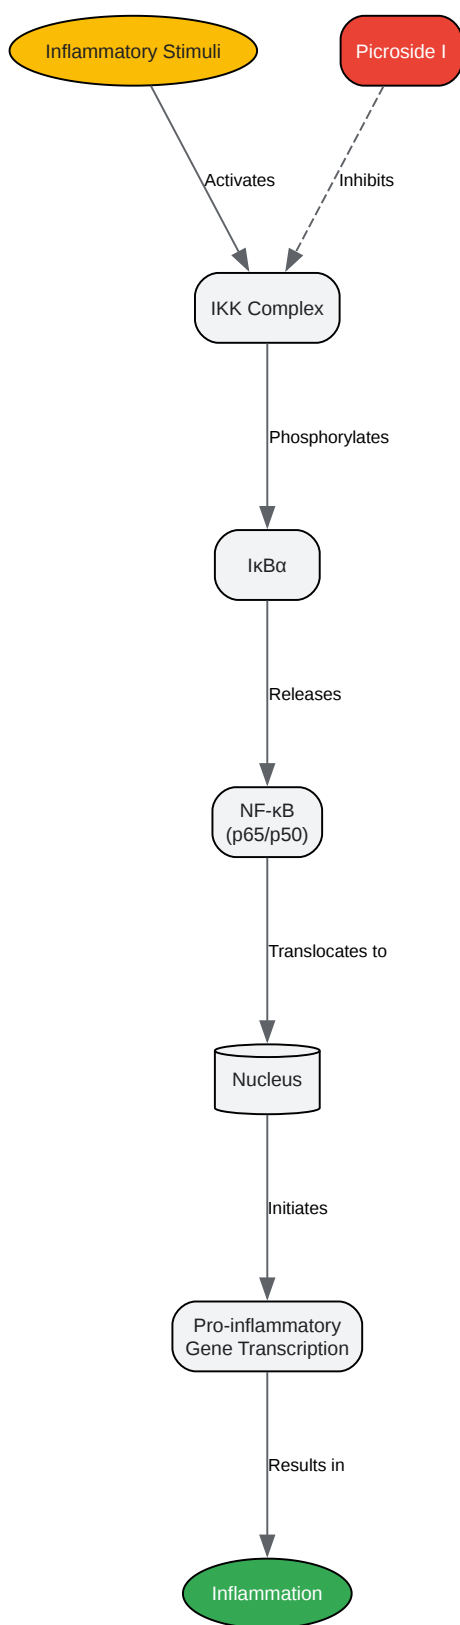 Inflammatory Stimuli
Picroside I
Activates
Inhibits
IKK Complex
Phosphorylates
IκBα
Releases
NF-κB
(p65/p50)
Translocates to
Nucleus
Initiates
Pro-inflammatory
Gene Transcription
Results in
Inflammation